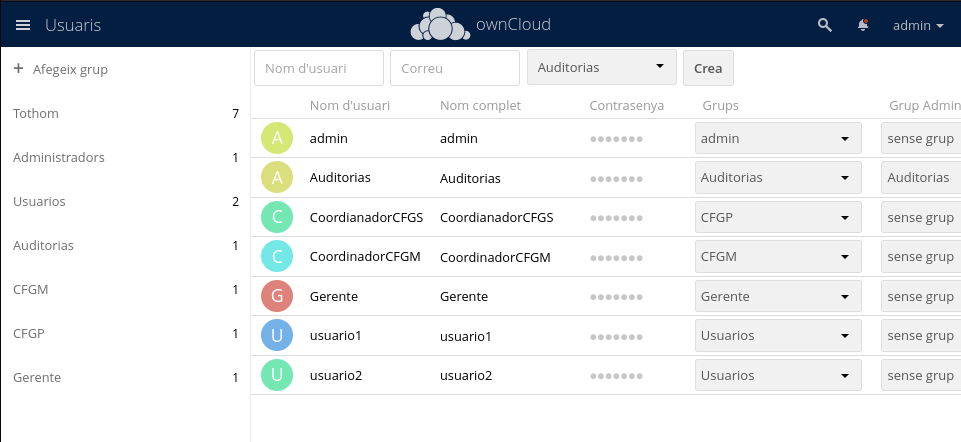 Usuaris ownCloud admin
+ Afegeix grup
Tothom 7
Administradors 1
Usuarios 2
Auditorias 1
CFGM 1
CFGP 1
Gerente 1
Nom d'usuari Correu Auditorias Crea
Nom d'usuari Nom complet Contrasenya Grups Grup Admin
A admin admin ●●●●●●● admin sense grup
A Auditorias Auditorias ●●●●●●● Auditorias Auditorias
C CoordianadorCFGS CoordianadorCFGS ●●●●●●● CFGP sense grup
C CoordinadorCFGM CoordinadorCFGM ●●●●●●● CFGM sense grup
G Gerente Gerente ●●●●●●● Gerente sense grup
U usuario1 usuario1 ●●●●●●● Usuarios sense grup
U usuario2 usuario2 ●●●●●●● Usuarios sense grup